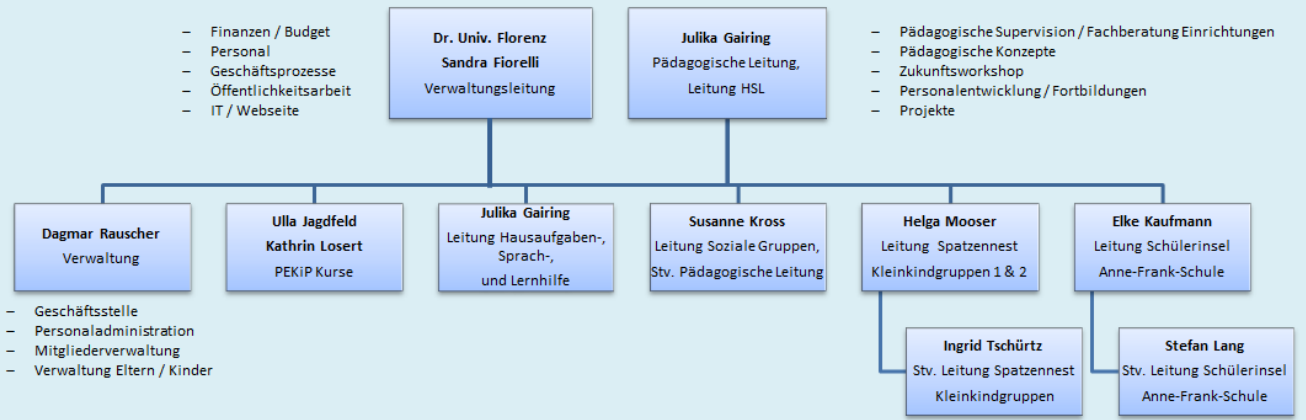 – Finanzen / Budget
– Personal
– Geschäftsprozesse
– Öffentlichkeitsarbeit
– IT / Webseite
Dr. Univ. Florenz
Sandra Fiorelli
Verwaltungsleitung
Julika Gairing
Pädagogische Leitung,
Leitung HSL
– Pädagogische Supervision / Fachberatung Einrichtungen
– Pädagogische Konzepte
– Zukunftsworkshop
– Personalentwicklung / Fortbildungen
– Projekte
Dagmar Rauscher
Verwaltung
Ulla Jagdfeld
Kathrin Losert
PEKiP Kurse
Julika Gairing
Leitung Hausaufgaben-,
Sprach-,
und Lernhilfe
Susanne Kross
Leitung Soziale Gruppen,
Stv. Pädagogische Leitung
Helga Mooser
Leitung Spatzennest
Kleinkindgruppen 1 & 2
Elke Kaufmann
Leitung Schülerinsel
Anne-Frank-Schule
– Geschäftsstelle
– Personaladministration
– Mitgliederverwaltung
– Verwaltung Eltern / Kinder
Ingrid Tschürtz
Stv. Leitung Spatzennest
Kleinkindgruppen
Stefan Lang
Stv. Leitung Schülerinsel
Anne-Frank-Schule